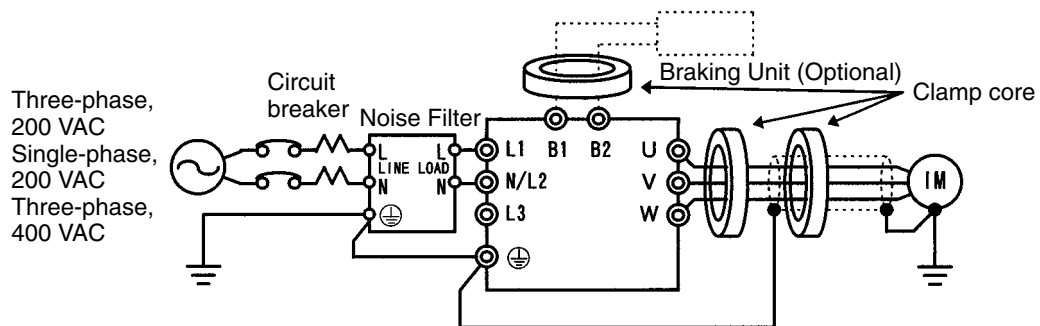 Three-phase,
200 VAC
Single-phase,
200 VAC
Three-phase,
400 VAC
Circuit
breaker
Noise Filter
L L
LINE LOAD
N N
Braking Unit (Optional)
Clamp core
L1 B1 B2 U
N/L2 V
L3 W
IM